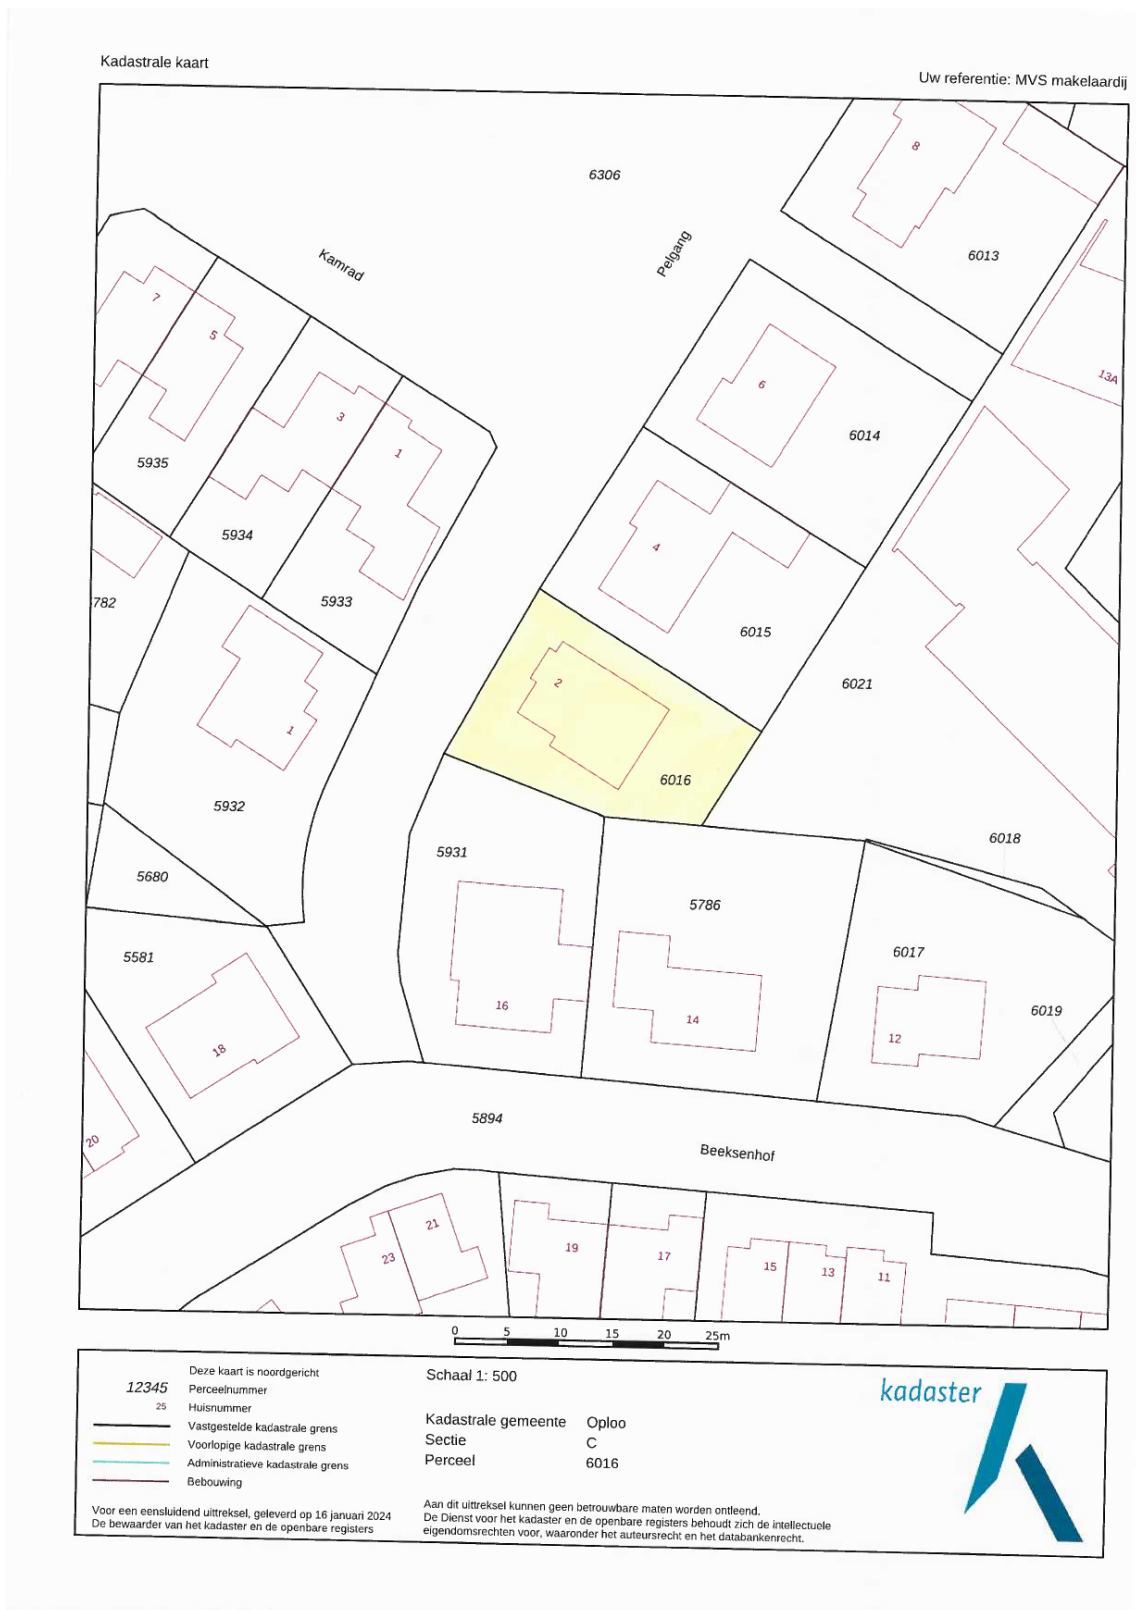 Kadastrale kaart
Uw referentie: MVS makelaardij
8
6306
Kamrad
Pelgang
6013
7
5
6
13A
3
1
6014
5935
5934
4
5933
782
6015
2
6021
1
6016
5932
6018
5931
5680
5786
5581
6017
16
14
6019
12
18
5894
20
Beeksenhof
21
23
19
17
15
13
11
0 5 10 15 20 25m
Deze kaart is noordgericht
12345 Perceelnummer
25 Huisnummer
Vastgestelde kadastrale grens
Voorlopige kadastrale grens
Administratieve kadastrale grens
Bebouwing
Voor een eensluidend uittreksel, geleverd op 16 januari 2024
De bewaarder van het kadaster en de openbare registers
Schaal 1: 500
Kadastrale gemeente Oploo
Sectie C
Perceel 6016
Aan dit uittreksel kunnen geen betrouwbare maten worden ontleend.
De Dienst voor het kadaster en de openbare registers behoudt zich de intellectuele
eigendomsrechten voor, waaronder het auteursrecht en het databankenrecht.
kadaster